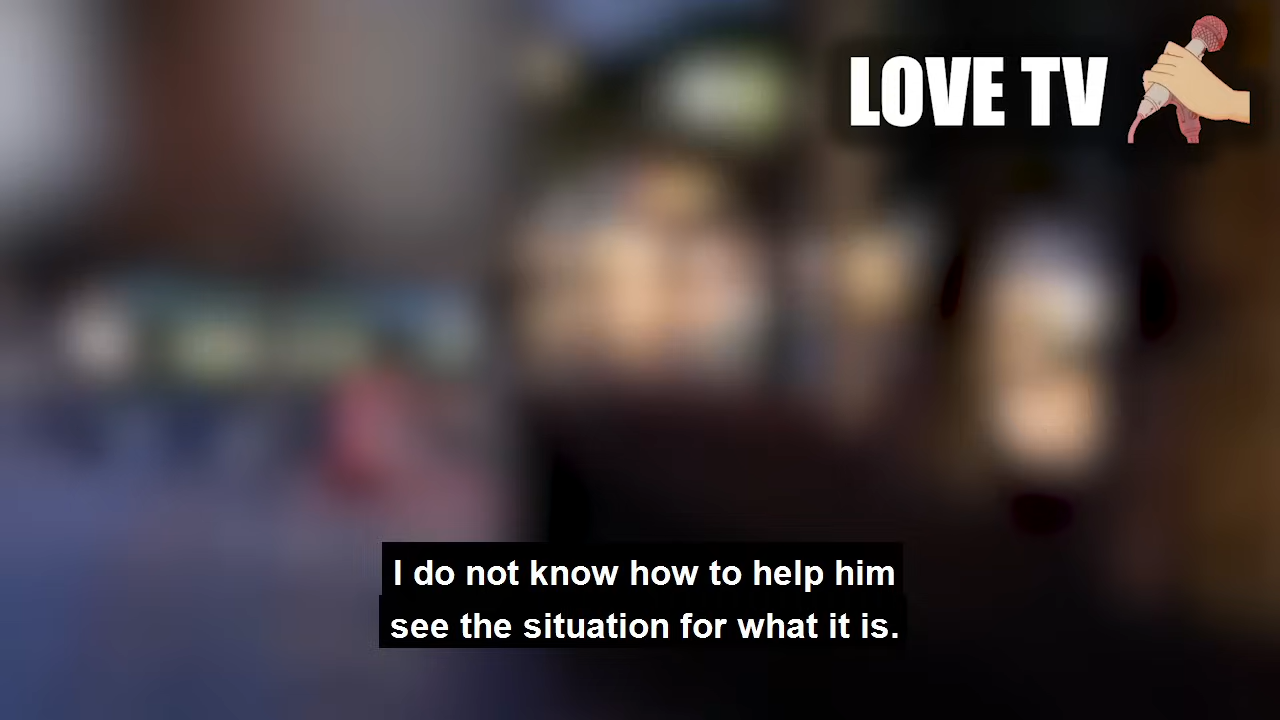 LOVE TV
I do not know how to help him
see the situation for what it is.